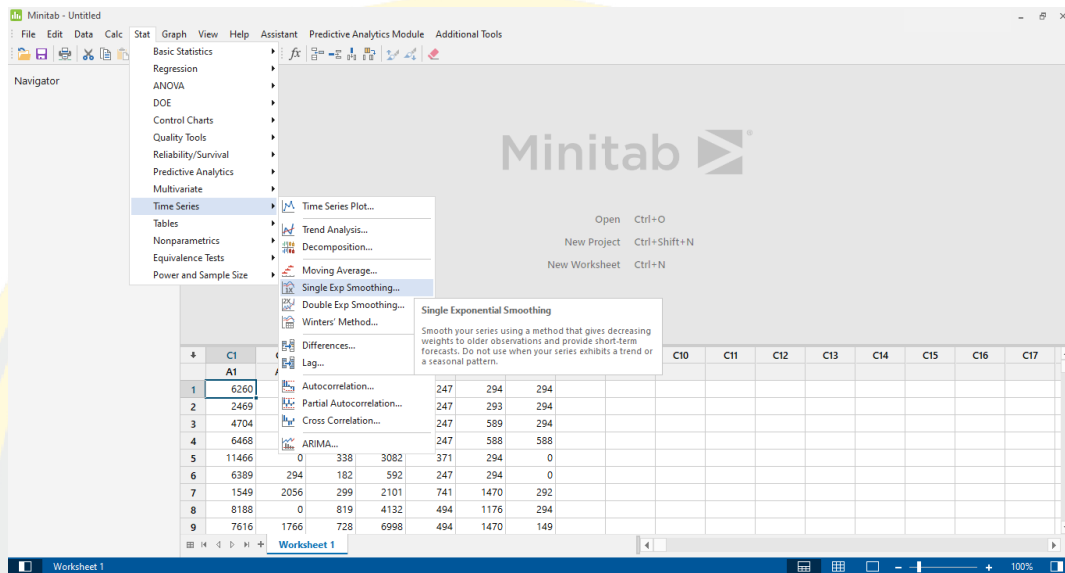 Minitab - Untitled
File Edit Data Calc Stat Graph View Help Assistant Predictive Analytics Module Additional Tools
fx
Navigator
Basic Statistics
Regression
ANOVA
DOE
Control Charts
Quality Tools
Reliability/Survival
Predictive Analytics
Multivariate
Time Series
Tables
Nonparametrics
Equivalence Tests
Power and Sample Size
Time Series Plot...
Trend Analysis...
Decomposition...
Moving Average...
Single Exp Smoothing...
Double Exp Smoothing...
Winters' Method...
Differences...
Lag...
Autocorrelation...
Partial Autocorrelation...
Cross Correlation...
ARIMA...
Minitab
Open Ctrl+O
New Project Ctrl+Shift+N
New Worksheet Ctrl+N
Single Exponential Smoothing
Smooth your series using a method that gives decreasing
weights to older observations and provide short-term
forecasts. Do not use when your series exhibits a trend or
a seasonal pattern.
C1 C10 C11 C12 C13 C14 C15 C16 C17
A1
1 6260 247 294 294
2 2469 247 293 294
3 4704 247 589 294
4 6468 247 588 588
5 11466 0 338 3082 371 294 0
6 6389 294 182 592 247 294 0
7 1549 2056 299 2101 741 1470 292
8 8188 0 819 4132 494 1176 294
9 7616 1766 728 6998 494 1470 149
Worksheet 1
Worksheet 1 100%